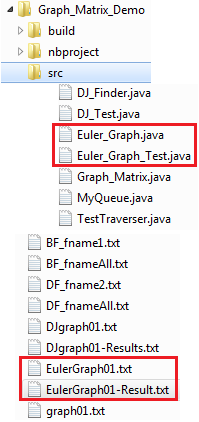 Graph_Matrix_Demo
build
nbproject
src
DJ_Finder.java
DJ_Test.java
Euler_Graph.java
Euler_Graph_Test.java
Graph_Matrix.java
MyQueue.java
TestTraverser.java
BF_fname1.txt
BF_fnameAll.txt
DF_fname2.txt
DF_fnameAll.txt
DJgraph01.txt
DJgraph01-Results.txt
EulerGraph01.txt
EulerGraph01-Result.txt
graph01.txt